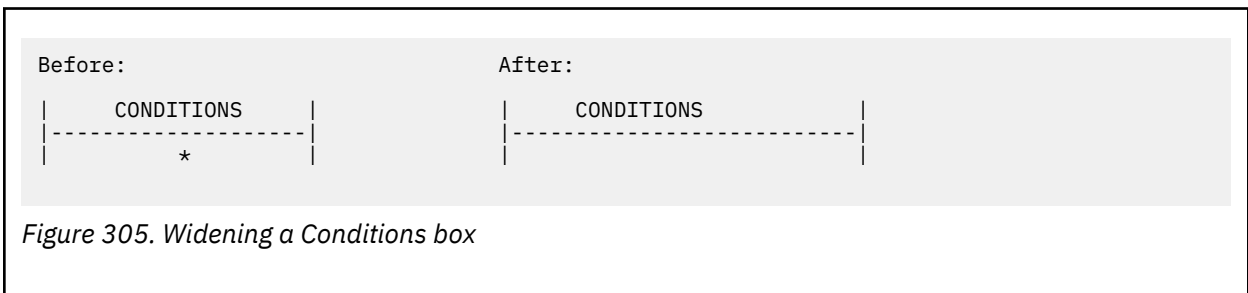 Before:                              After:
|     CONDITIONS     |               |     CONDITIONS            |
|--------------------|               |---------------------------|
|          *         |               |                           |
Figure 305. Widening a Conditions box